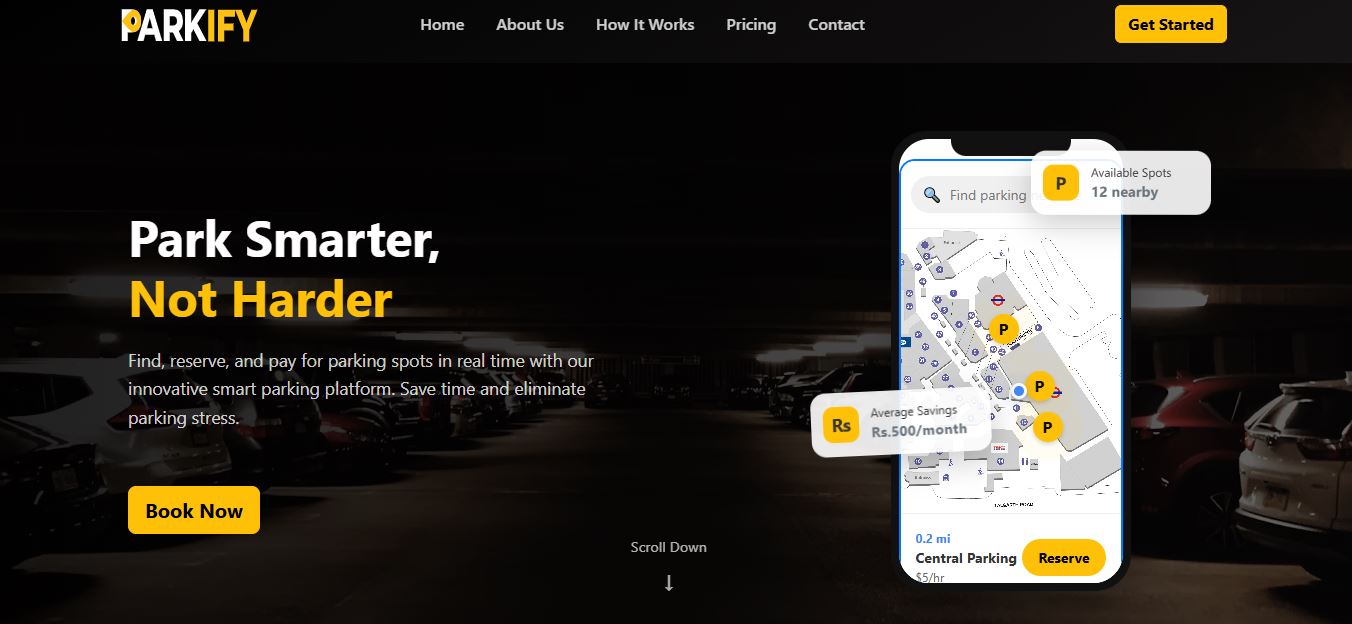 PARKIFY
Home
About Us
How It Works
Pricing
Contact
Get Started
Park Smarter,
Not Harder
Find, reserve, and pay for parking spots in real time with our
innovative smart parking platform. Save time and eliminate
parking stress.
Book Now
Scroll Down
↓
Find parking
P
Available Spots
12 nearby
P
P
P
Rs
Average Savings
Rs.500/month
0.2 mi
Central Parking
$5/hr
Reserve